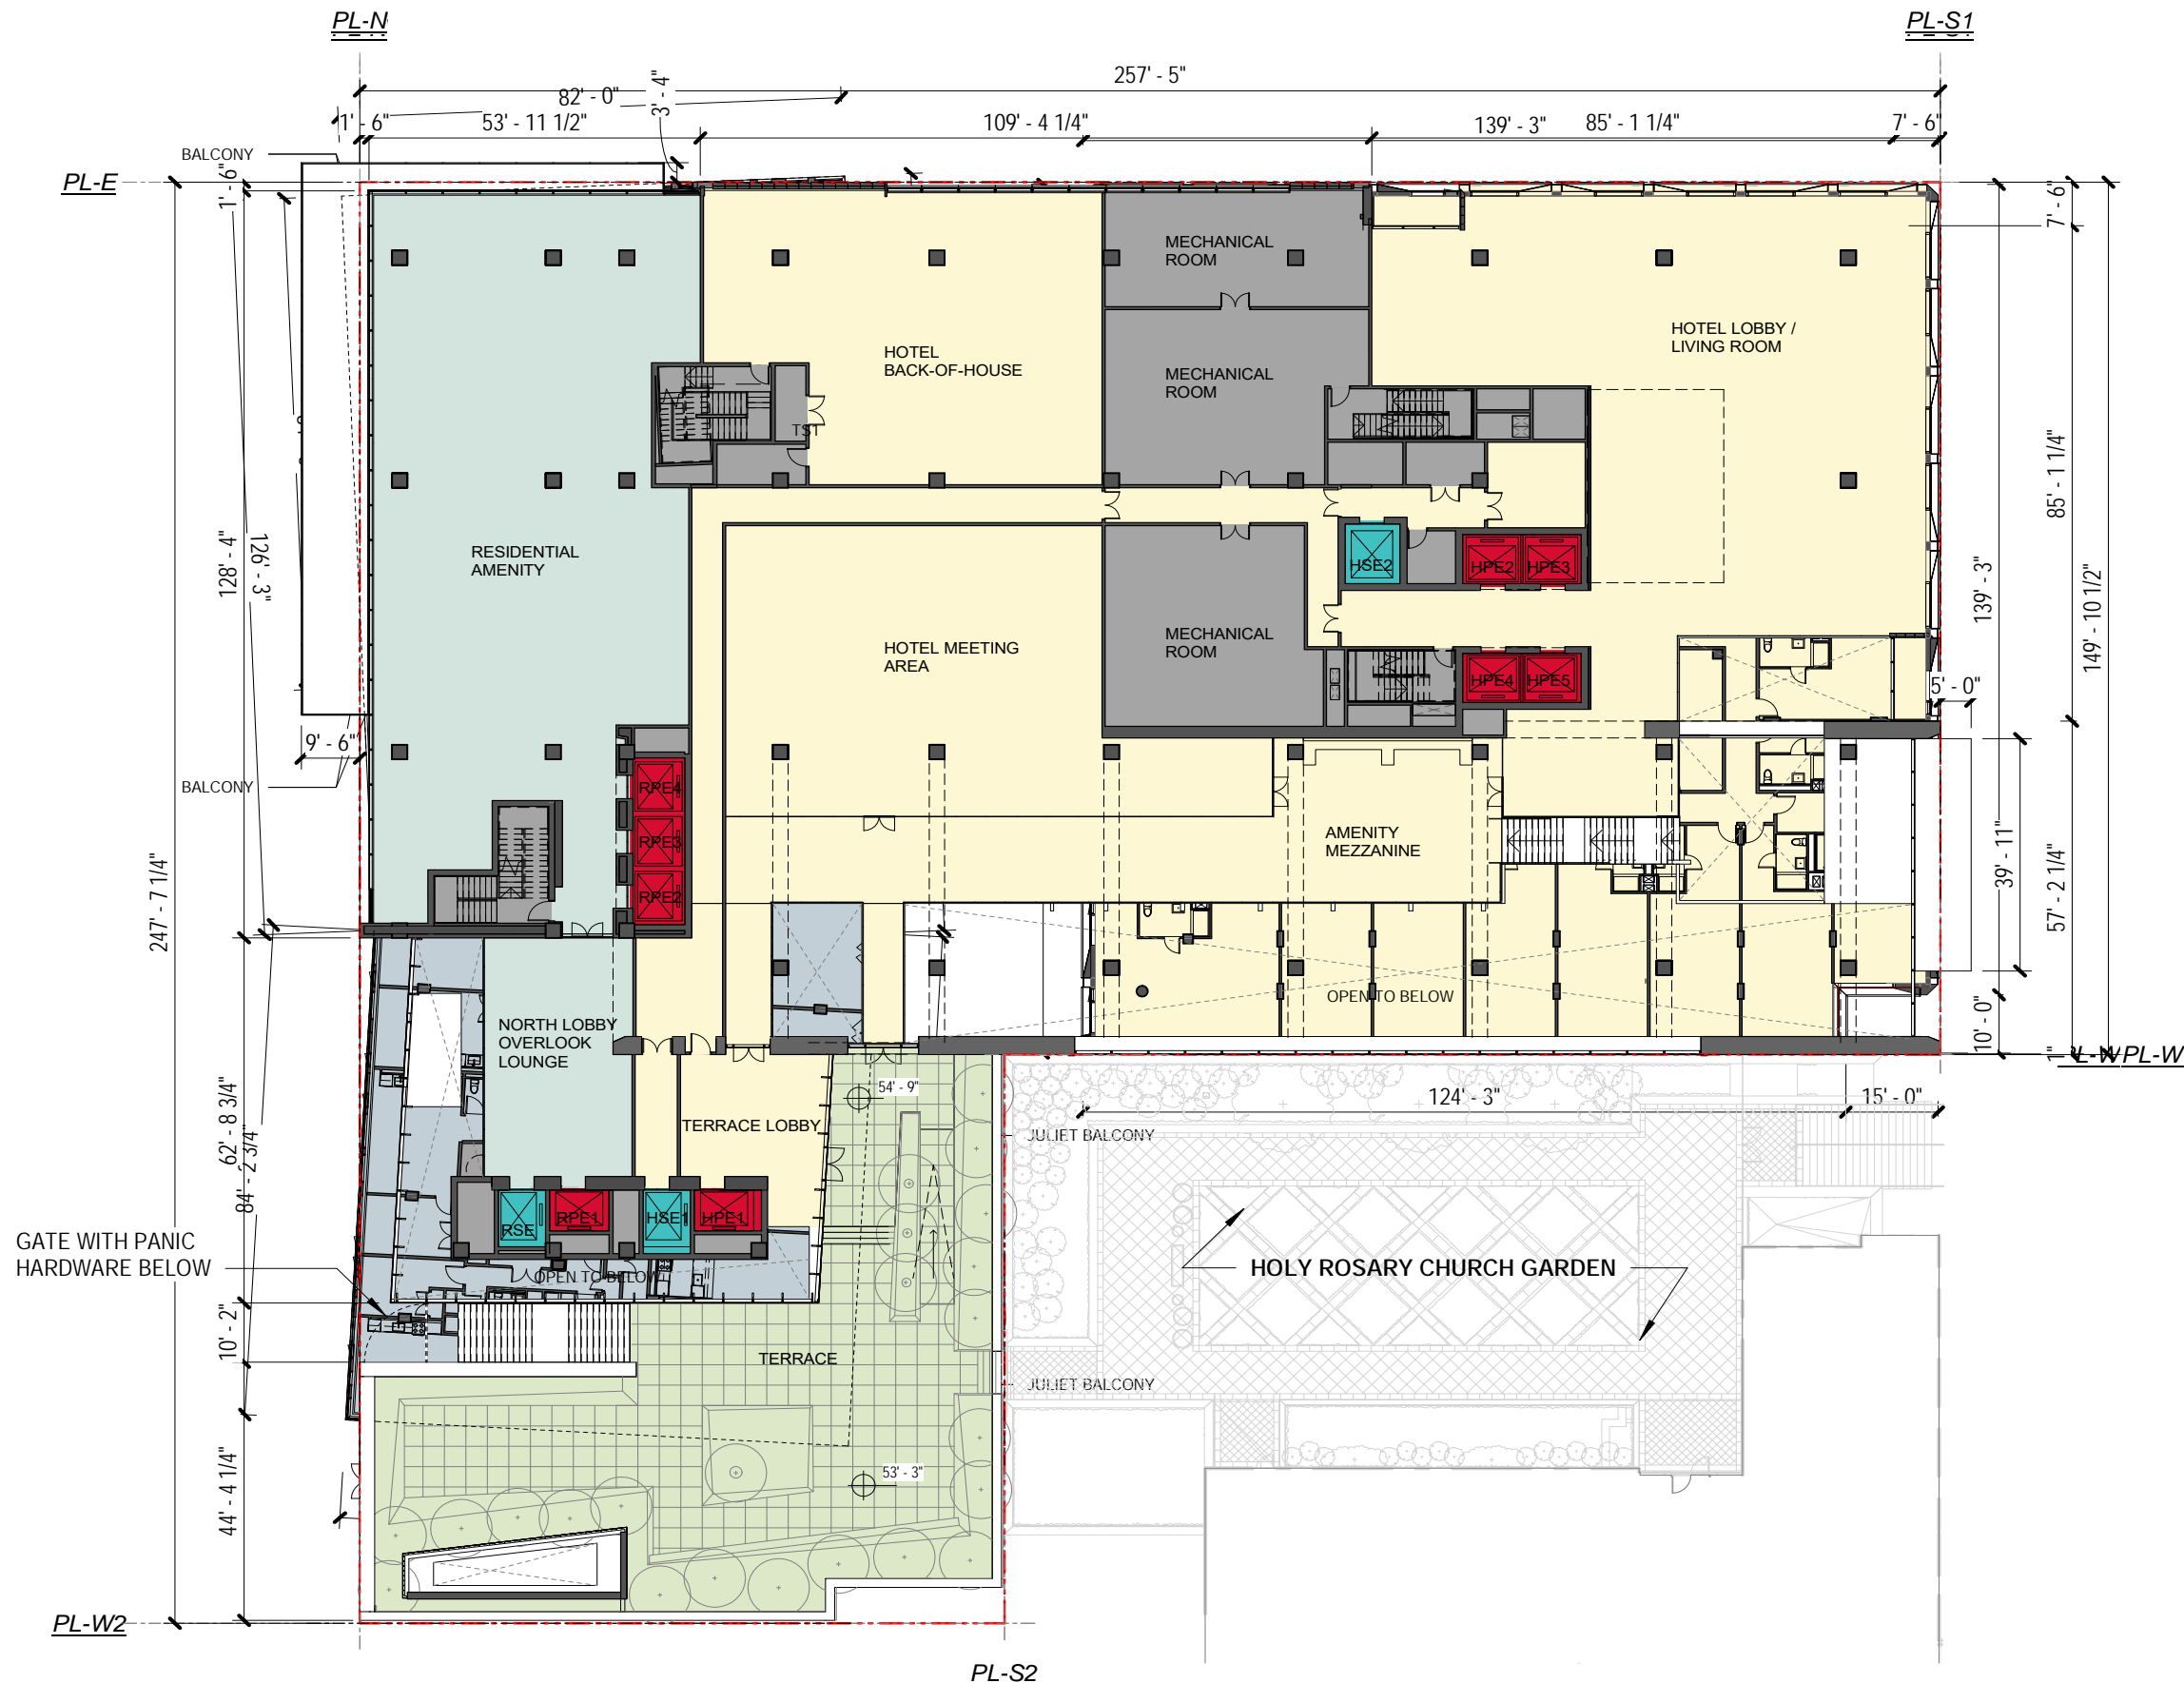 PL-N
PL-S1
257' - 5"
82' - 0"
3' - 4"
1' - 6"
53' - 11 1/2"
109' - 4 1/4"
139' - 3"
85' - 1 1/4"
7' - 6"
BALCONY
PL-E
1' - 6"
7' - 6"
MECHANICAL
ROOM
HOTEL LOBBY /
LIVING ROOM
HOTEL
BACK-OF-HOUSE
MECHANICAL
ROOM
TST
85' - 1 1/4"
128' - 4"
126' - 3"
RESIDENTIAL
AMENITY
HSE2
HPE2
HPE3
139' - 3"
149' - 10 1/2"
HOTEL MEETING
AREA
MECHANICAL
ROOM
HPE4
HPE5
5' - 0"
9' - 6"
BALCONY
RPE4
RPE3
RPE2
AMENITY
MEZZANINE
39' - 11"
57' - 2 1/4"
247' - 7 1/4"
OPEN TO BELOW
NORTH LOBBY
OVERLOOK
LOUNGE
10' - 0"
1"
PL-W
PL-W
54' - 9"
124' - 3"
15' - 0"
62' - 8 3/4"
84' - 2 3/4"
TERRACE LOBBY
JULIET BALCONY
RSE
RPE1
HSE1
HPE1
GATE WITH PANIC
HARDWARE BELOW
OPEN TO BELOW
HOLY ROSARY CHURCH GARDEN
10' - 2"
TERRACE
JULIET BALCONY
53' - 3"
44' - 4 1/4"
PL-W2
PL-S2